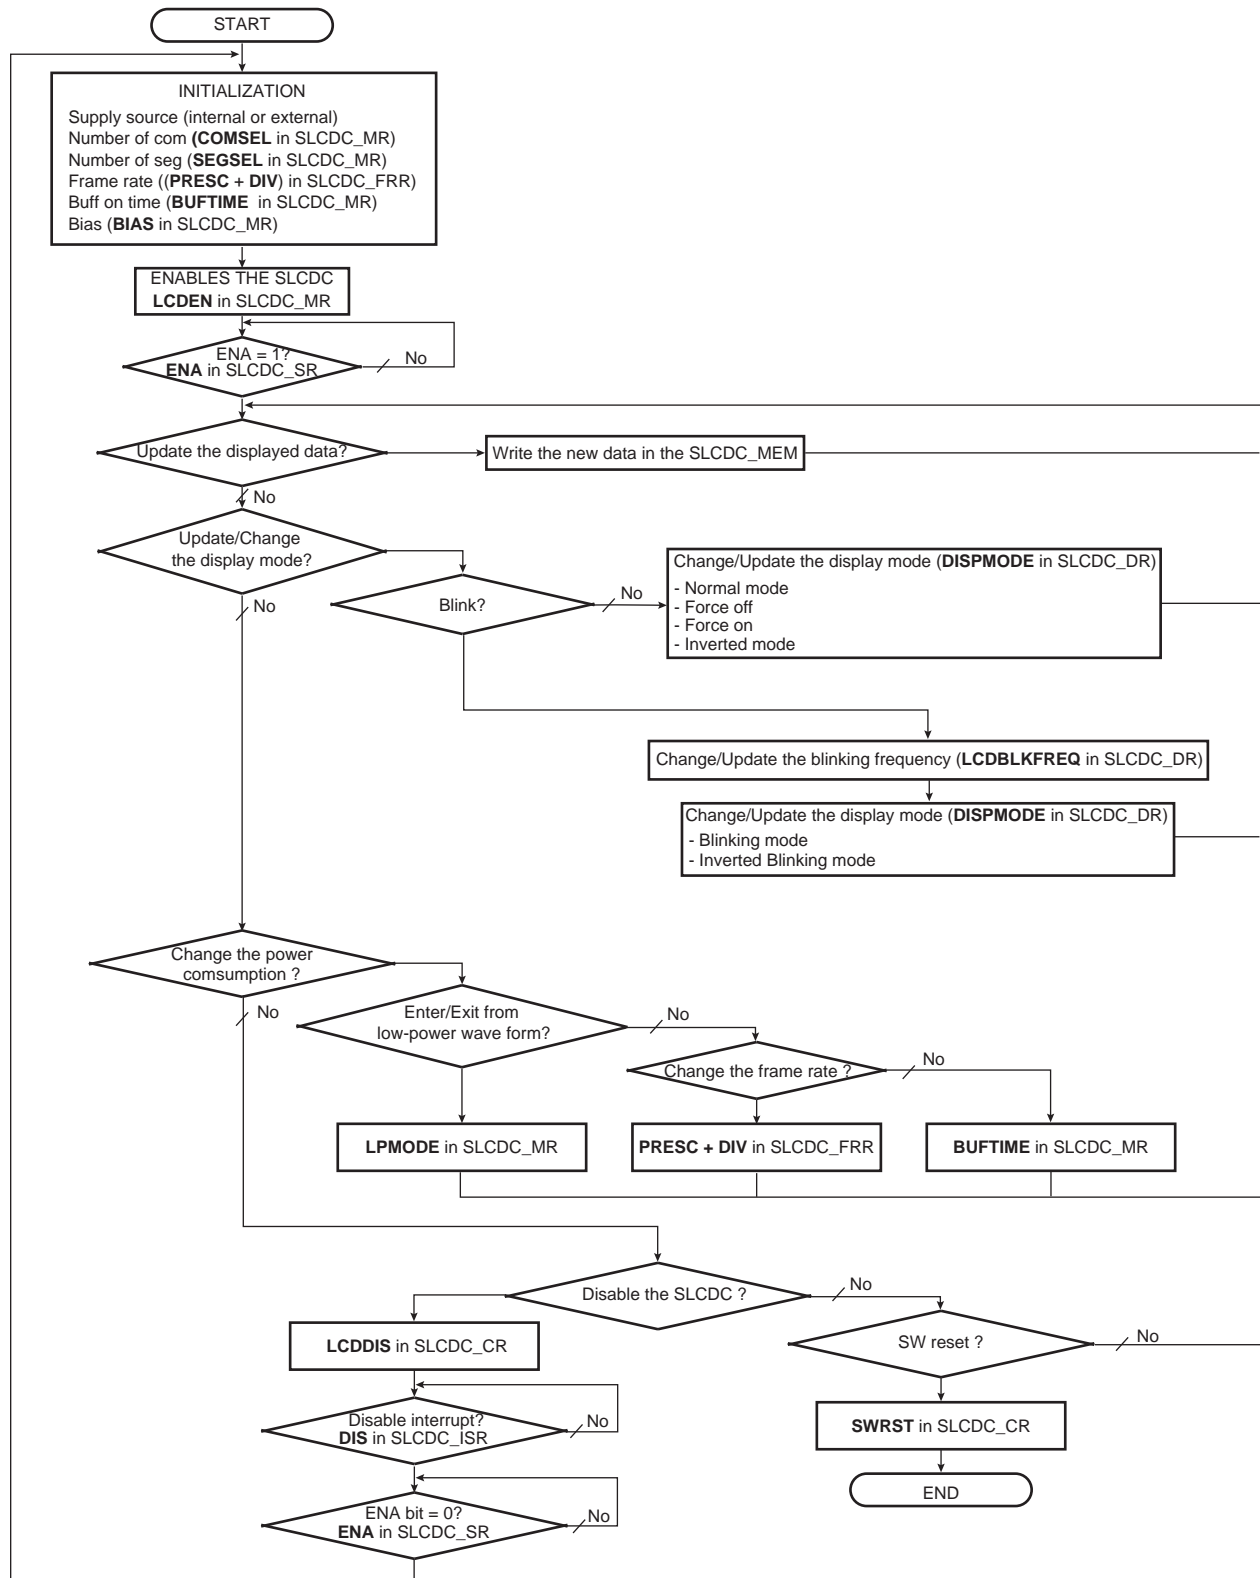 START
INITIALIZATION
Supply source (internal or external)
Number of com (COMSEL in SLCDC_MR)
Number of seg (SEGSEL in SLCDC_MR)
Frame rate ((PRESC + DIV) in SLCDC_FRR)
Buff on time (BUFTIME in SLCDC_MR)
Bias (BIAS in SLCDC_MR)
ENABLES THE SLCDC
LCDEN in SLCDC_MR
ENA = 1?
ENA in SLCDC_SR
No
Update the displayed data?
Write the new data in the SLCDC_MEM
No
Update/Change
the display mode?
No
Blink?
No
Change/Update the display mode (DISPMODE in SLCDC_DR)
- Normal mode
- Force off
- Force on
- Inverted mode
Change/Update the blinking frequency (LCDBLKFREQ in SLCDC_DR)
Change/Update the display mode (DISPMODE in SLCDC_DR)
- Blinking mode
- Inverted Blinking mode
Change the power
comsumption ?
No
Enter/Exit from
low-power wave form?
No
Change the frame rate ?
No
LPMODE in SLCDC_MR
PRESC + DIV in SLCDC_FRR
BUFTIME in SLCDC_MR
Disable the SLCDC ?
No
LCDDIS in SLCDC_CR
SW reset ?
No
Disable interrupt?
DIS in SLCDC_ISR
No
SWRST in SLCDC_CR
END
ENA bit = 0?
ENA in SLCDC_SR
No